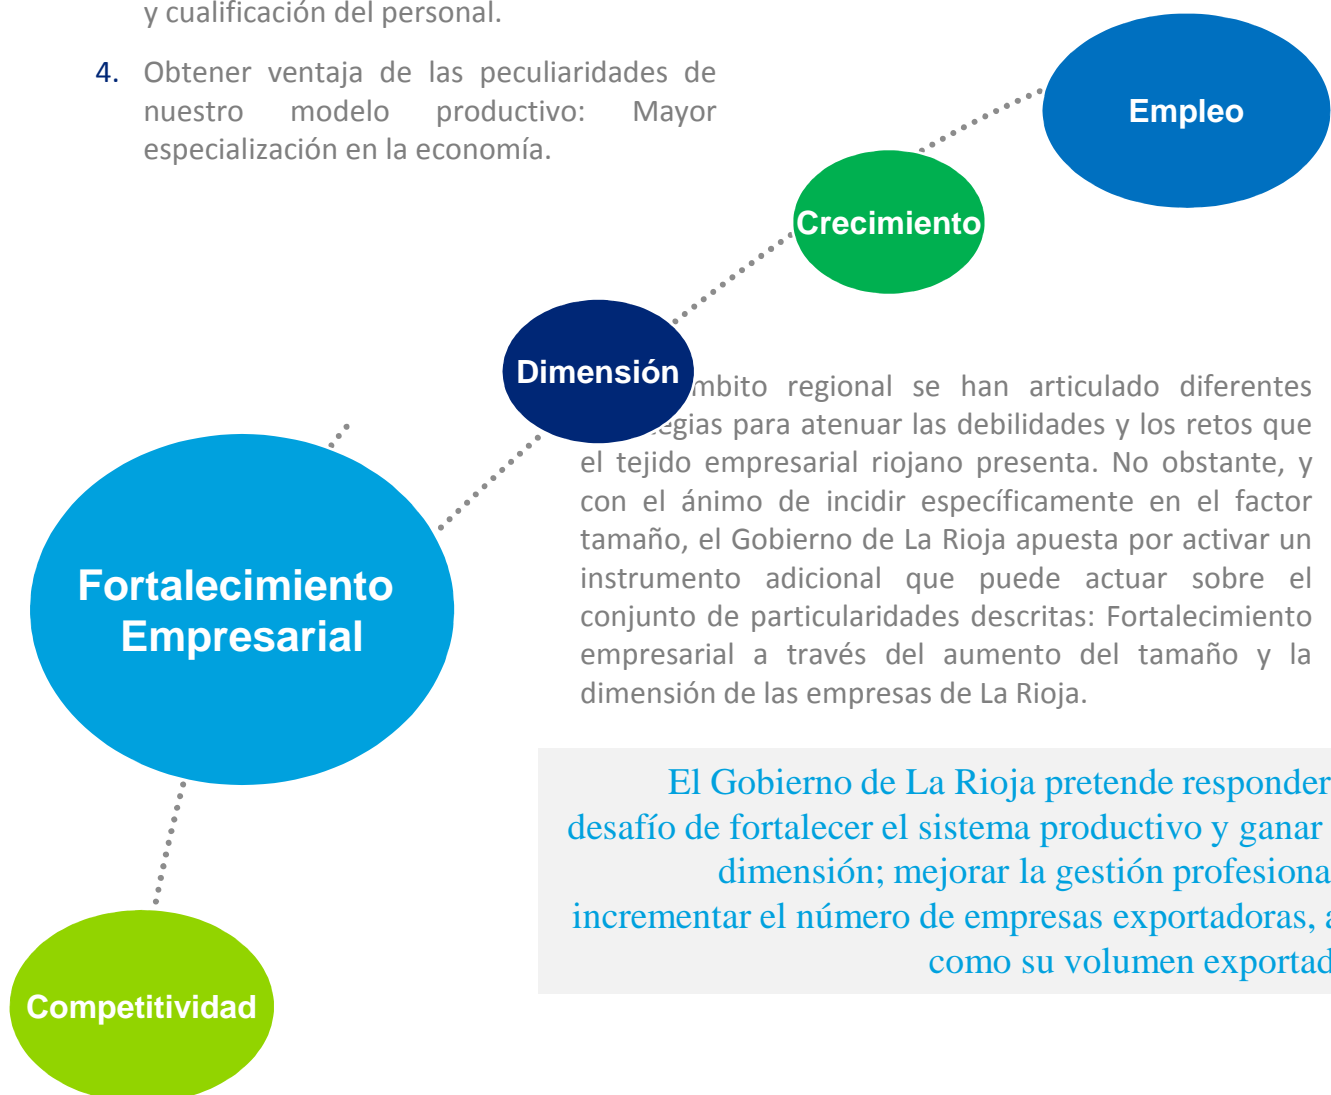 y cualificación del personal.
4. Obtener ventaja de las peculiaridades de
nuestro modelo productivo: Mayor
especialización en la economía.
Empleo
Crecimiento
Dimensión
mbito regional se han articulado diferentes
egias para atenuar las debilidades y los retos que
el tejido empresarial riojano presenta. No obstante, y
con el ánimo de incidir específicamente en el factor
tamaño, el Gobierno de La Rioja apuesta por activar un
instrumento adicional que puede actuar sobre el
conjunto de particularidades descritas: Fortalecimiento
empresarial a través del aumento del tamaño y la
dimensión de las empresas de La Rioja.
Fortalecimiento
Empresarial
El Gobierno de La Rioja pretende responder
desafío de fortalecer el sistema productivo y ganar
dimensión; mejorar la gestión profesiona
incrementar el número de empresas exportadoras, a
como su volumen exportad
Competitividad